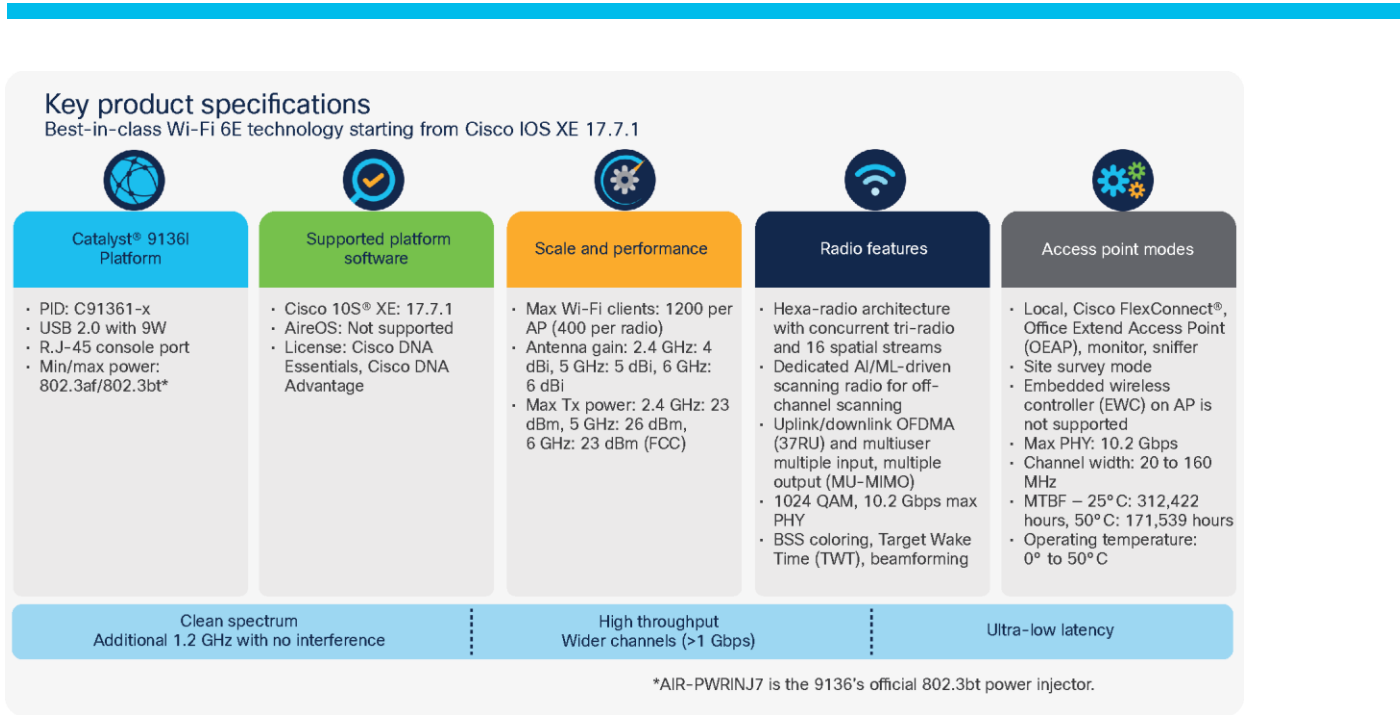 Key product specifications
Best-in-class Wi-Fi 6E technology starting from Cisco IOS XE 17.7.1
Catalyst® 9136I
Platform
· PID: C91361-x
· USB 2.0 with 9W
· R.J-45 console port
· Min/max power:
802.3af/802.3bt*
Supported platform
software
· Cisco 10S® XE: 17.7.1
· AireOS: Not supported
· License: Cisco DNA
Essentials, Cisco DNA
Advantage
Scale and performance
· Max Wi-Fi clients: 1200 per
AP (400 per radio)
· Antenna gain: 2.4 GHz: 4
dBi, 5 GHz: 5 dBi, 6 GHz:
6 dBi
· Max Tx power: 2.4 GHz: 23
dBm, 5 GHz: 26 dBm,
6 GHz: 23 dBm (FCC)
Radio features
· Hexa-radio architecture
with concurrent tri-radio
and 16 spatial streams
· Dedicated AI/ML-driven
scanning radio for off-
channel scanning
· Uplink/downlink OFDMA
(37RU) and multiuser
multiple input, multiple
output (MU-MIMO)
· 1024 QAM, 10.2 Gbps max
PHY
· BSS coloring, Target Wake
Time (TWT), beamforming
Access point modes
· Local, Cisco FlexConnect®,
Office Extend Access Point
(OEAP), monitor, sniffer
· Site survey mode
· Embedded wireless
controller (EWC) on AP is
not supported
· Max PHY: 10.2 Gbps
· Channel width: 20 to 160
MHz
· MTBF – 25°C: 312,422
hours, 50°C: 171,539 hours
· Operating temperature:
0° to 50°C
Clean spectrum
Additional 1.2 GHz with no interference
High throughput
Wider channels (>1 Gbps)
Ultra-low latency
*AIR-PWRINJ7 is the 9136's official 802.3bt power injector.